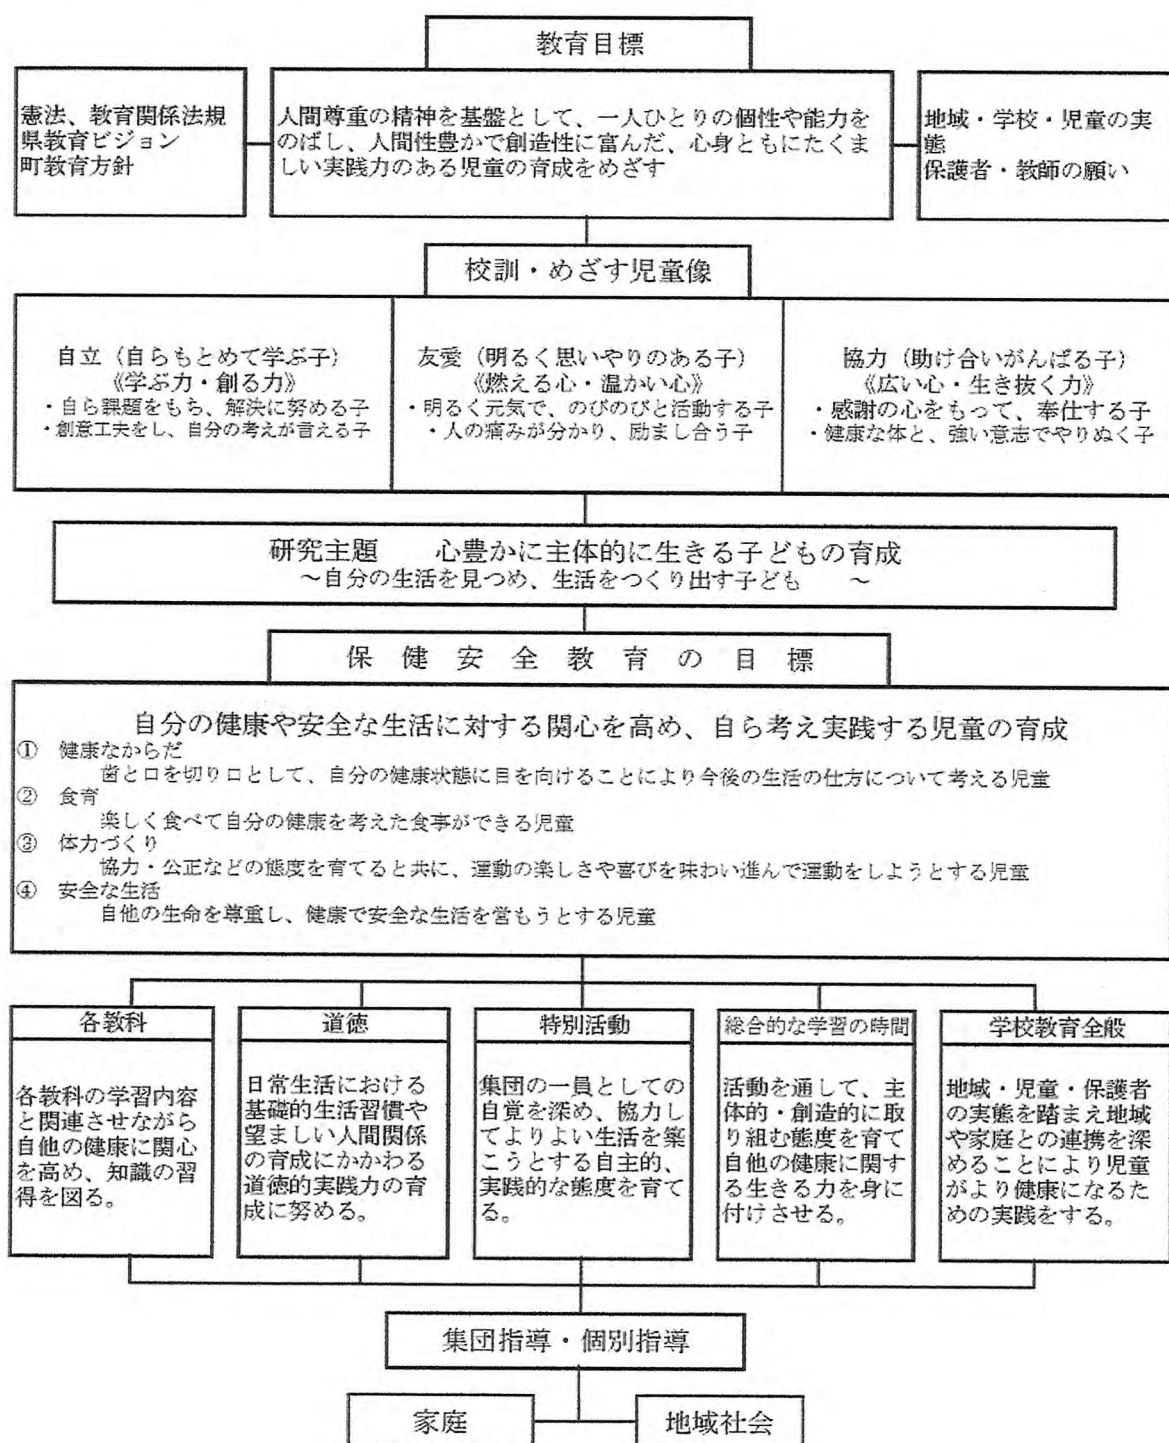 教育目標
憲法、教育関係法規
県教育ビジョン
町教育方針
人間尊重の精神を基盤として、一人ひとりの個性や能力を
のばし、人間性豊かで創造性に富んだ、心身ともにたくま
しい実践力のある児童の育成をめざす
地域・学校・児童の実
態
保護者・教師の願い
校訓・めざす児童像
自立（自らもとめて学ぶ子）
《学ぶ力・創る力》
・自ら課題をもち、解決に努める子
・創意工夫をし、自分の考えが言える子
友愛（明るく思いやりのある子）
《燃える心・温かい心》
・明るく元気で、のびのびと活動する子
・人の痛みが分かり、励まし合う子
協力（助け合いがんばる子）
《広い心・生き抜く力》
・感謝の心をもって、奉仕する子
・健康な体と、強い意志でやりぬく子
研究主題　　心豊かに主体的に生きる子どもの育成
～自分の生活を見つめ、生活をつくり出す子ども　　～
保健安全教育の目標
自分の健康や安全な生活に対する関心を高め、自ら考え実践する児童の育成
①　健康なからだ
歯と口を切り口として、自分の健康状態に目を向けることにより今後の生活の仕方について考える児童
②　食育
楽しく食べて自分の健康を考えた食事ができる児童
③　体力づくり
協力・公正などの態度を育てると共に、運動の楽しさや喜びを味わい進んで運動をしようとする児童
④　安全な生活
自他の生命を尊重し、健康で安全な生活を営もうとする児童
各教科
各教科の学習内容
と関連させながら
自他の健康に関心
を高め、知識の習
得を図る。
道徳
日常生活における
基礎的生活習慣や
望ましい人間関係
の育成にかかわる
道徳的実践力の育
成に努める。
特別活動
集団の一員としての
自覚を深め、協力し
てよりよい生活を築
こうとする自主的、
実践的な態度を育て
る。
総合的な学習の時間
活動を通して、主
体的・創造的に取
り組む態度を育て
自他の健康に関す
る生きる力を身に
付けさせる。
学校教育全般
地域・児童・保護者
の実態を踏まえ地域
や家庭との連携を深
めることにより児童
がより健康になるた
めの実践をする。
集団指導・個別指導
家庭
地域社会